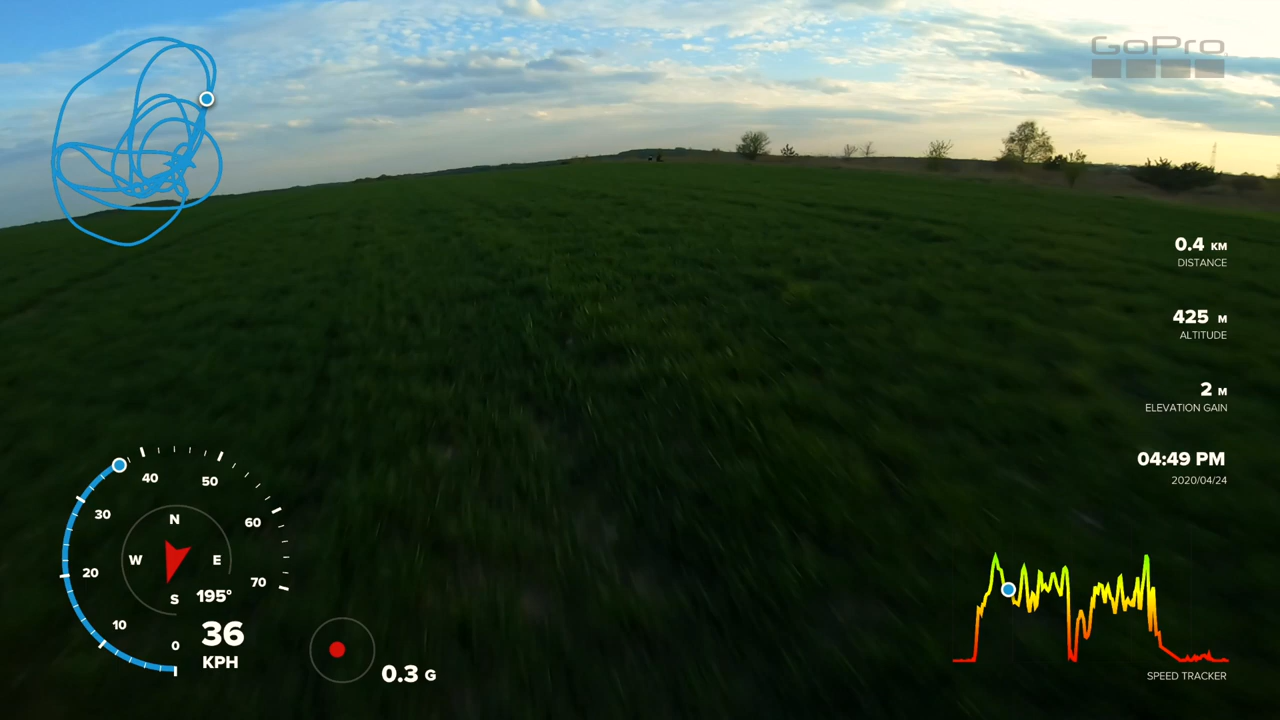 GoPro
0.4 KM
DISTANCE
425 M
ALTITUDE
2 M
ELEVATION GAIN
04:49 PM
2020/04/24
SPEED TRACKER
0
10
20
30
40
50
60
70
N
W
E
S
195°
36
KPH
0.3 G